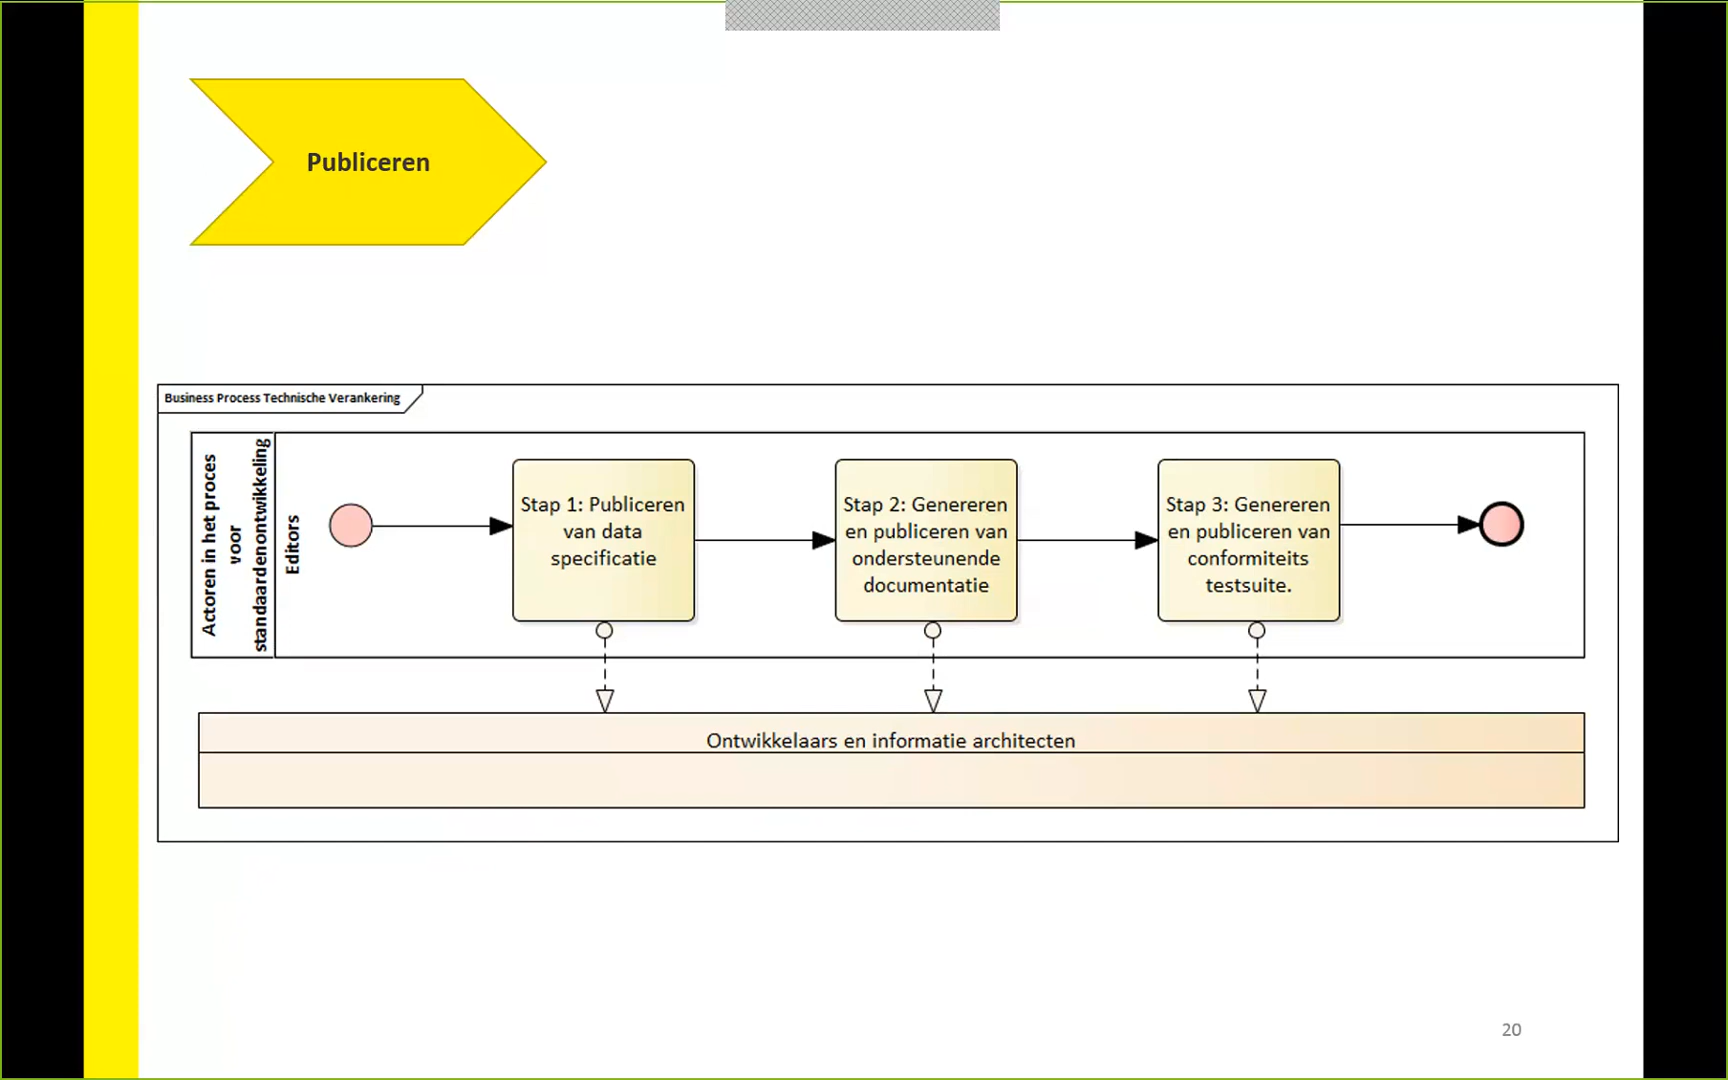 Publiceren
Business Process Technische Verankering
Actoren in het proces
voor
standaardenontwikkeling
Editors
Stap 1: Publiceren
van data
specificatie
Stap 2: Genereren
en publiceren van
ondersteunende
documentatie
Stap 3: Genereren
en publiceren van
conformiteits
testsuite.
Ontwikkelaars en informatie architecten
20